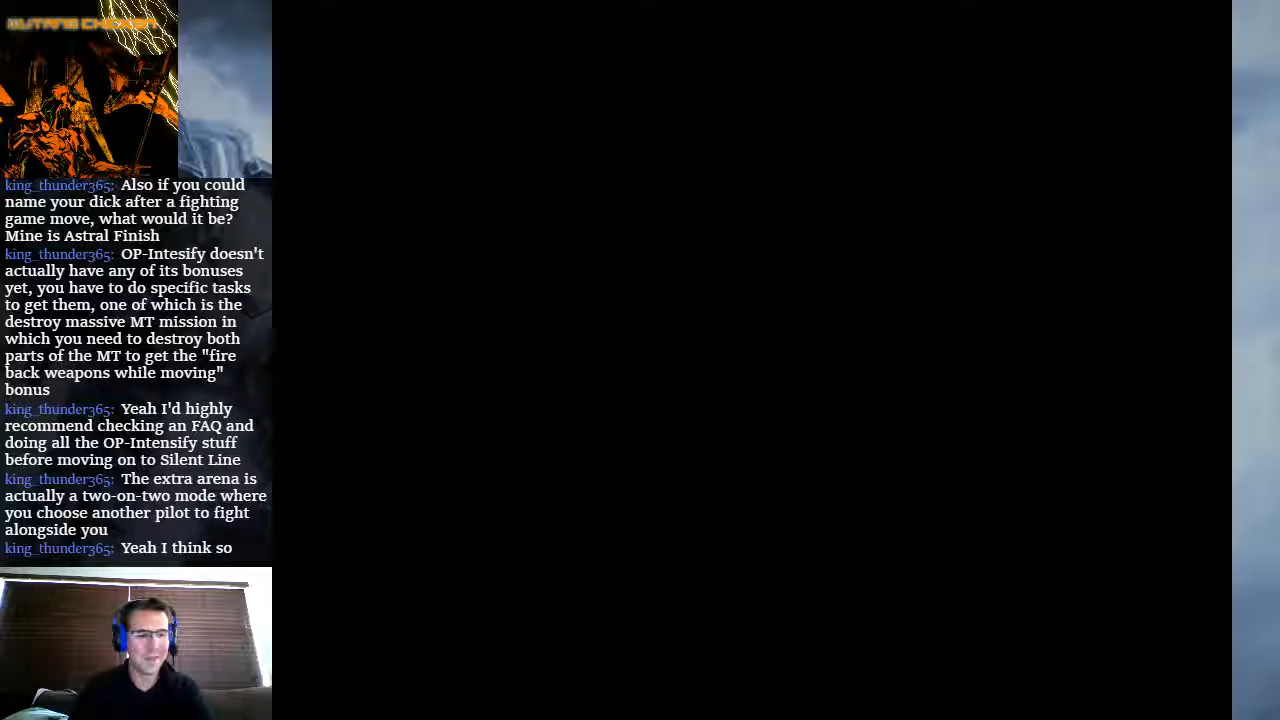 WUTANG CHICKEN
king_thunder365: Also if you could
name your dick after a fighting
game move, what would it be?
Mine is Astral Finish
king_thunder365: OP-Intesify doesn't
actually have any of its bonuses
yet, you have to do specific tasks
to get them, one of which is the
destroy massive MT mission in
which you need to destroy both
parts of the MT to get the "fire
back weapons while moving"
bonus
king_thunder365: Yeah I'd highly
recommend checking an FAQ and
doing all the OP-Intensify stuff
before moving on to Silent Line
king_thunder365: The extra arena is
actually a two-on-two mode where
you choose another pilot to fight
alongside you
king_thunder365: Yeah I think so